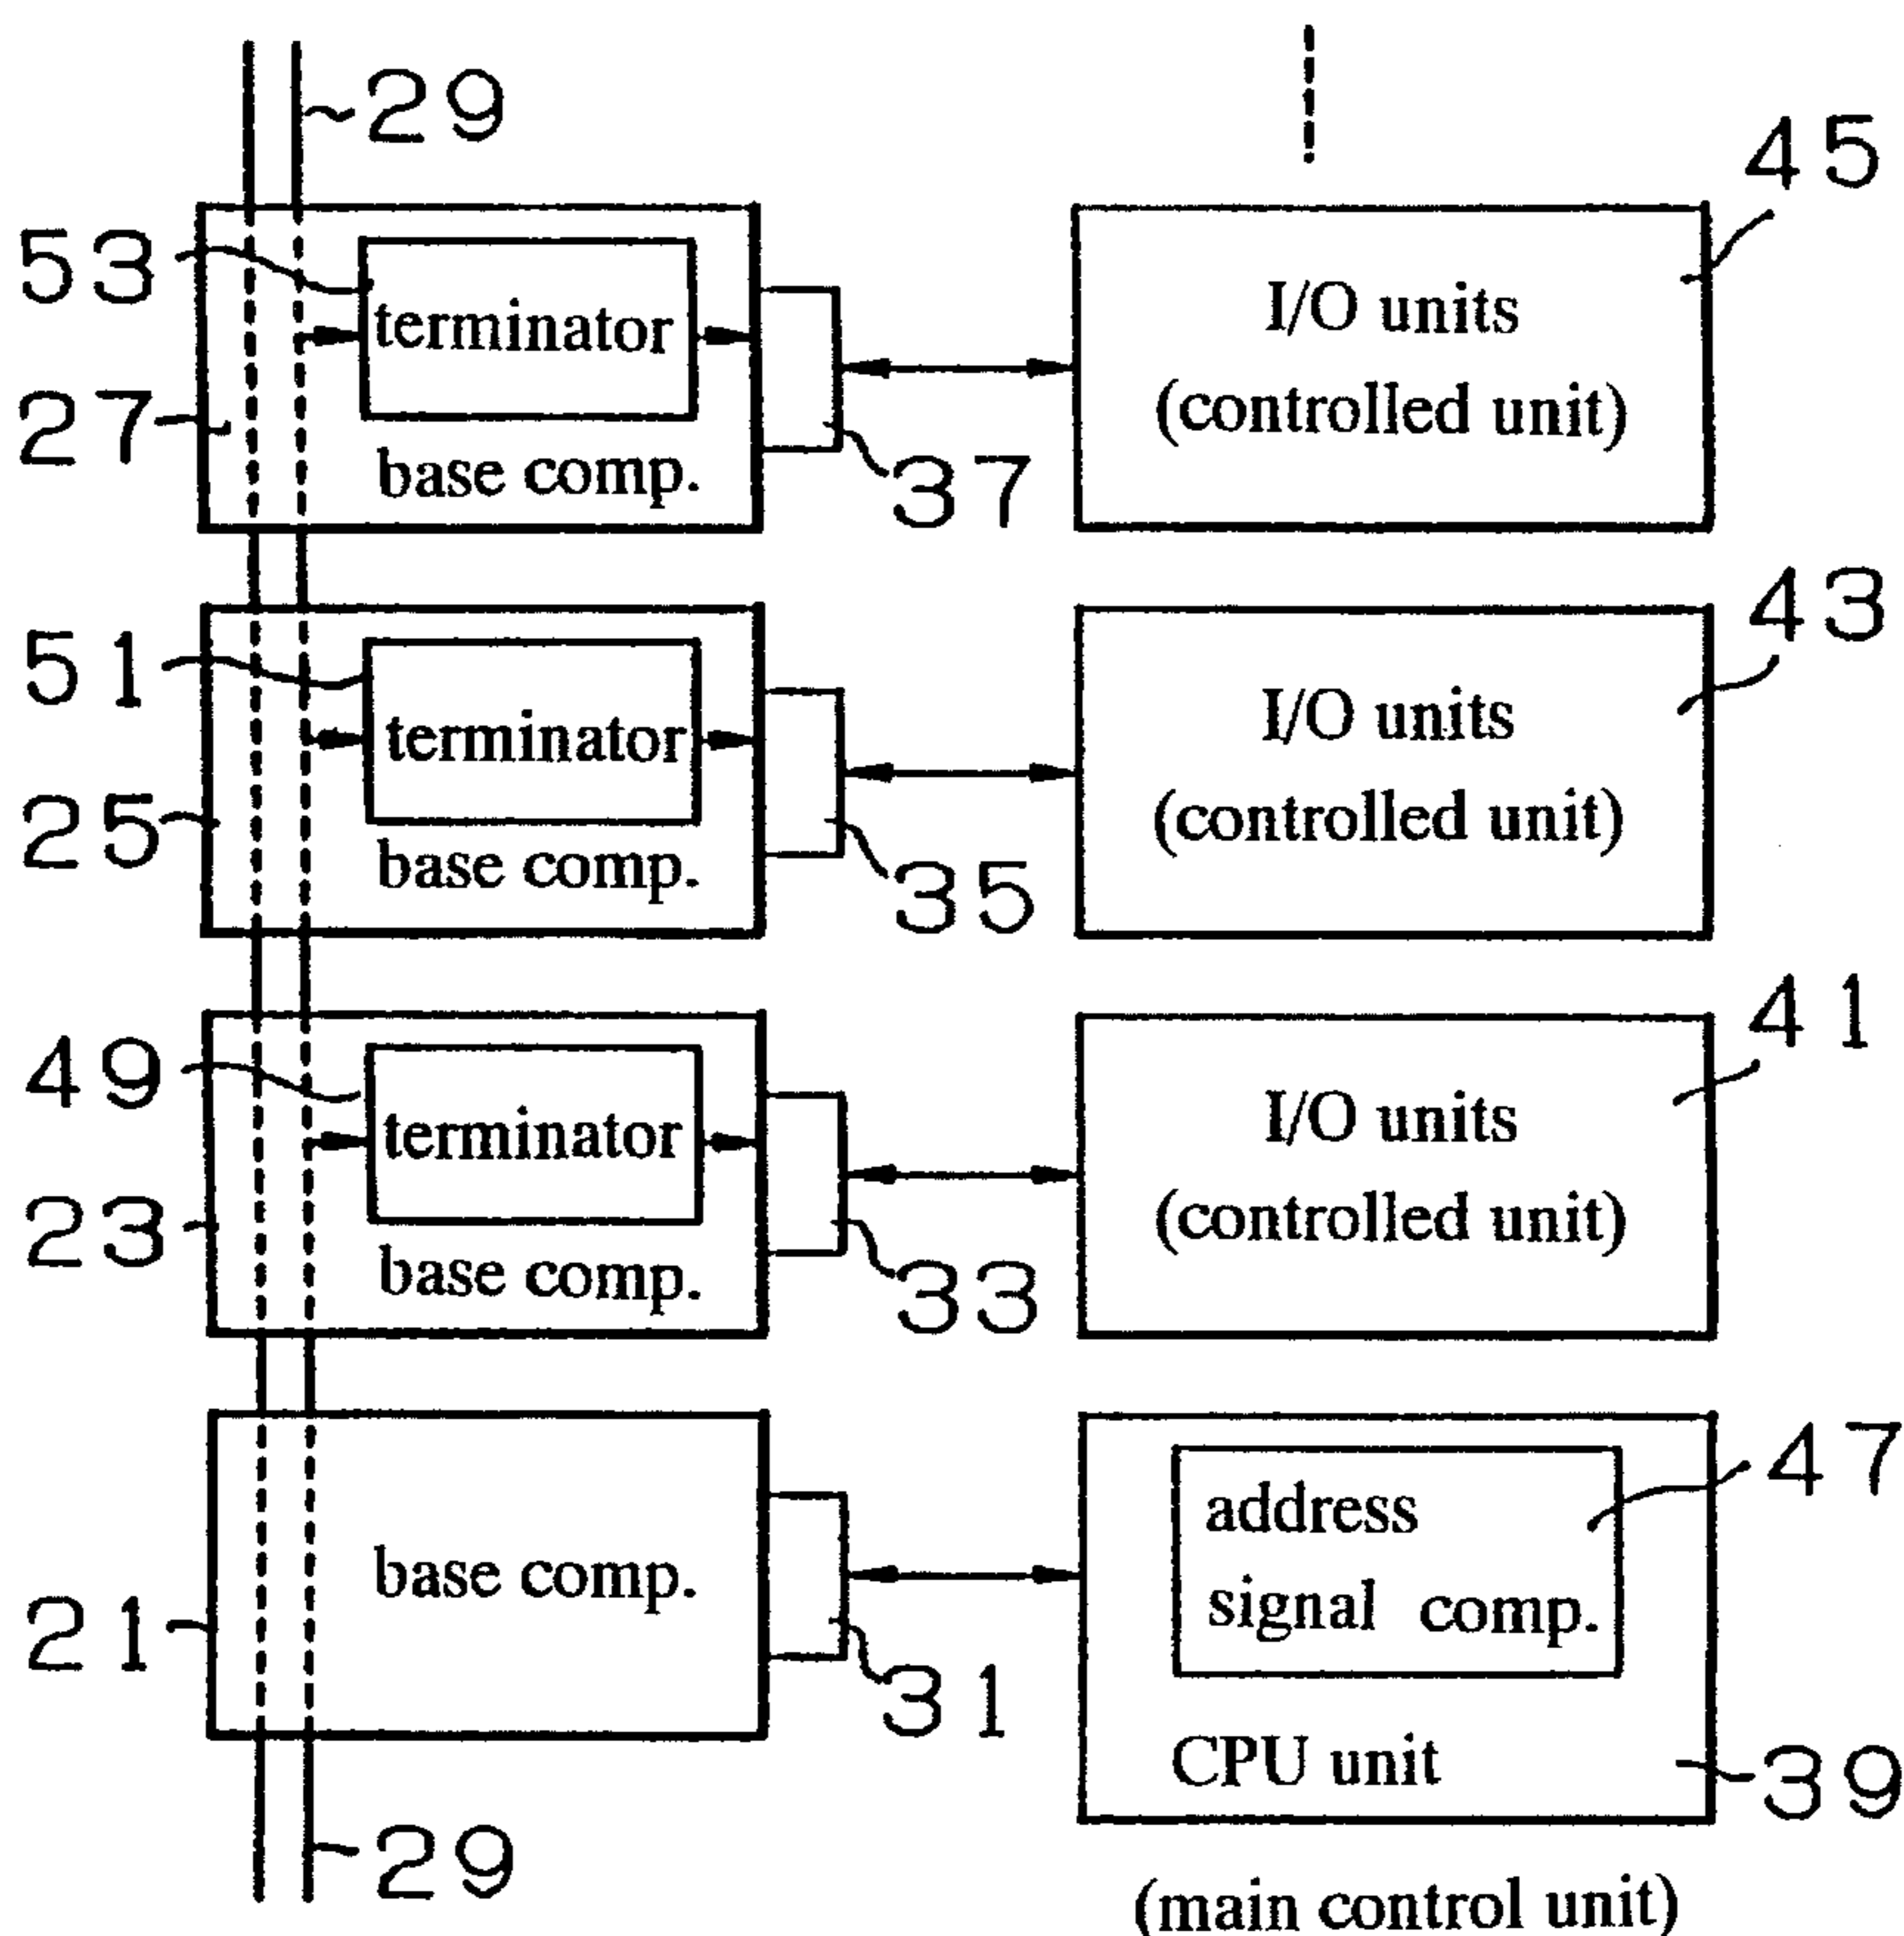 29
45
53
terminator
I/O units
(controlled unit)
27
base comp.
37
43
51
terminator
I/O units
(controlled unit)
25
base comp.
35
41
49
terminator
I/O units
(controlled unit)
23
base comp.
33
47
address
signal comp.
base comp.
21
31
CPU unit
39
29
(main control unit)